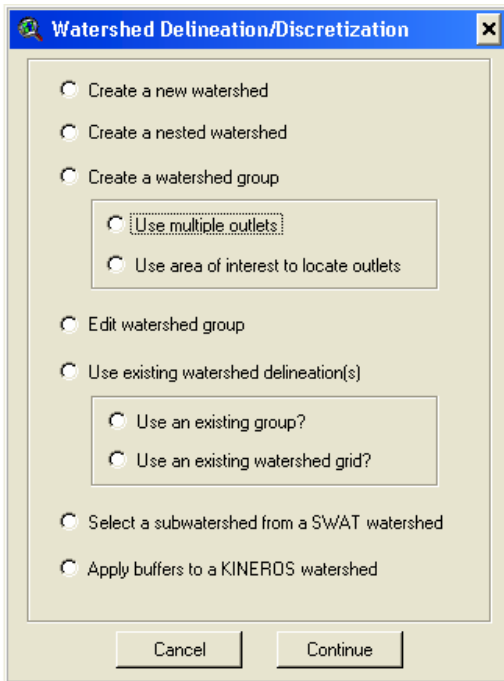 Watershed Delineation/Discretization
Create a new watershed
Create a nested watershed
Create a watershed group
Use multiple outlets
Use area of interest to locate outlets
Edit watershed group
Use existing watershed delineation(s)
Use an existing group?
Use an existing watershed grid?
Select a subwatershed from a SWAT watershed
Apply buffers to a KINEROS watershed
Cancel Continue